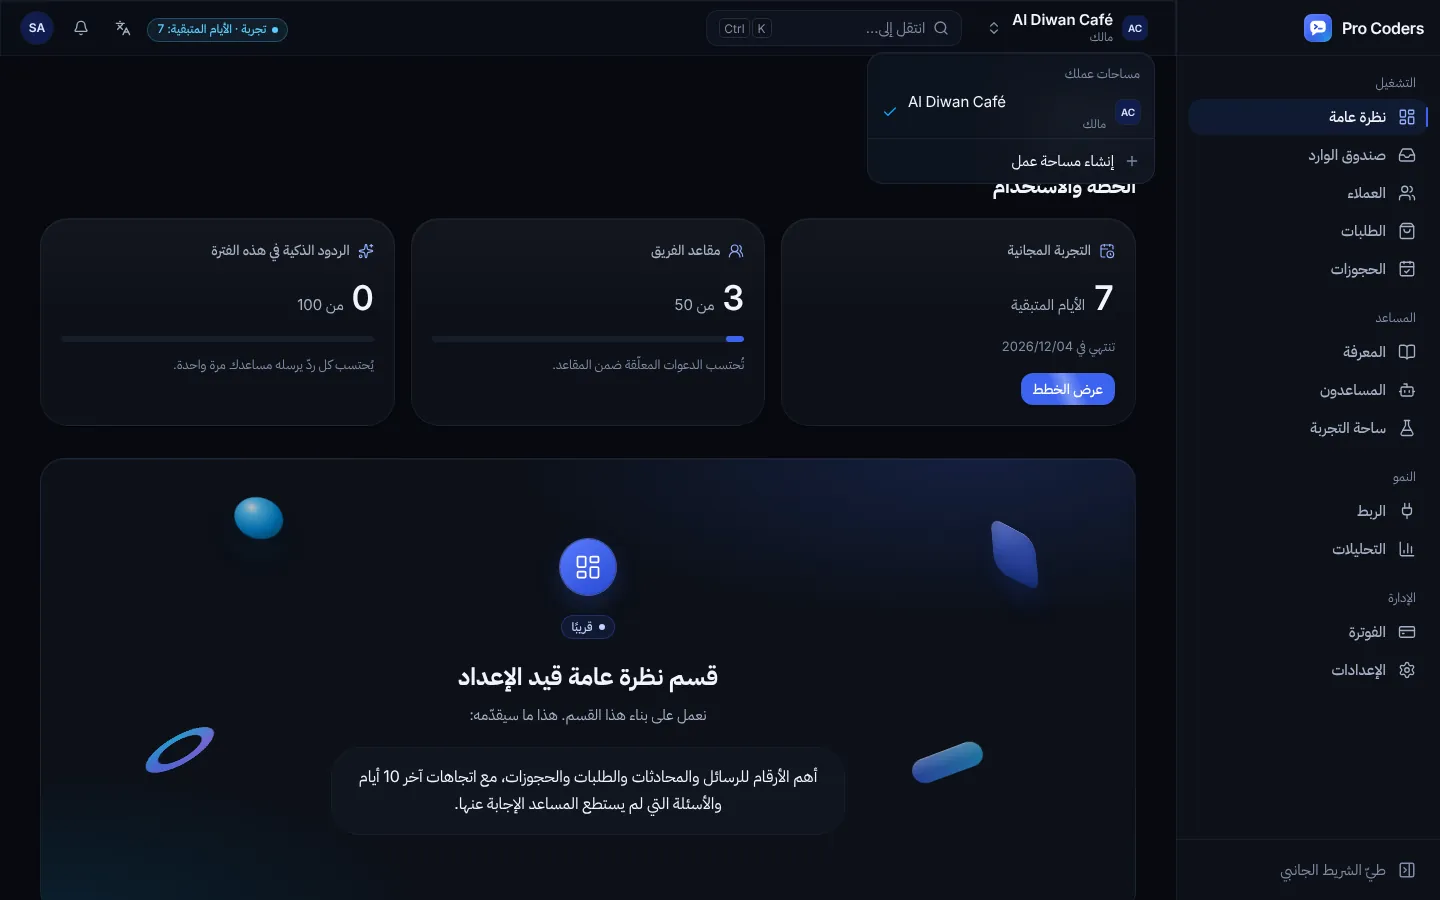 Pro Coders
AC
Al Diwan Café
مالك
انتقل إلى...
Ctrl K
تجربة · الأيام المتبقية: 7
SA
مساحات عملك
AC
Al Diwan Café
مالك
إنشاء مساحة عمل
التشغيل
نظرة عامة
صندوق الوارد
العملاء
الطلبات
الحجوزات
المساعد
المعرفة
المساعدون
ساحة التجربة
النمو
الربط
التحليلات
الإدارة
الفوترة
الإعدادات
طيّ الشريط الجانبي
الخطة والاستخدام
التجربة المجانية
7 الأيام المتبقية
تنتهي في 2026/12/04
عرض الخطط
مقاعد الفريق
3 من 50
تُحتسب الدعوات المعلّقة ضمن المقاعد.
الردود الذكية في هذه الفترة
0 من 100
يُحتسب كل ردّ يرسله مساعدك مرة واحدة.
قريبًا
قسم نظرة عامة قيد الإعداد
نعمل على بناء هذا القسم. هذا ما سيقدّمه:
أهم الأرقام للرسائل والمحادثات والطلبات والحجوزات، مع اتجاهات آخر 10 أيام
والأسئلة التي لم يستطع المساعد الإجابة عنها.